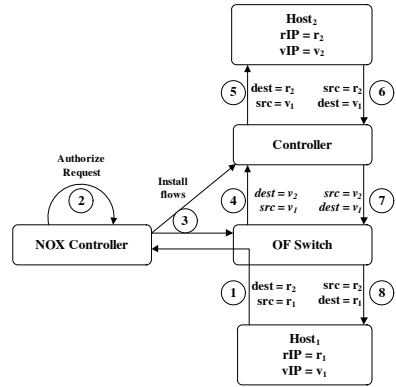 Host₂
rIP = r₂
vIP = v₂
5
dest = r₂
src = v₁
src = r₂
dest = v₁
6
Controller
Authorize
Request
2
Install
flows
3
4
dest = v₂
src = v₁
src = v₂
dest = v₁
7
NOX Controller
OF Switch
1
dest = r₂
src = r₁
src = r₂
dest = r₁
8
Host₁
rIP = r₁
vIP = v₁